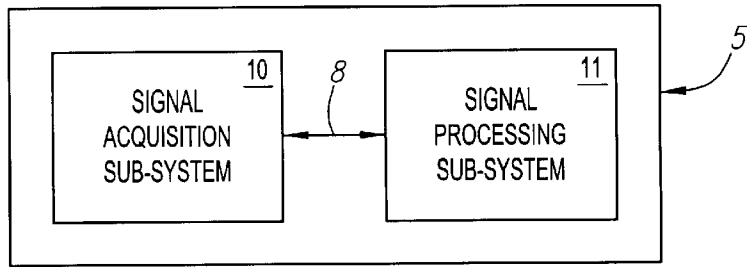 5
10
SIGNAL
ACQUISITION
SUB-SYSTEM
8
11
SIGNAL
PROCESSING
SUB-SYSTEM